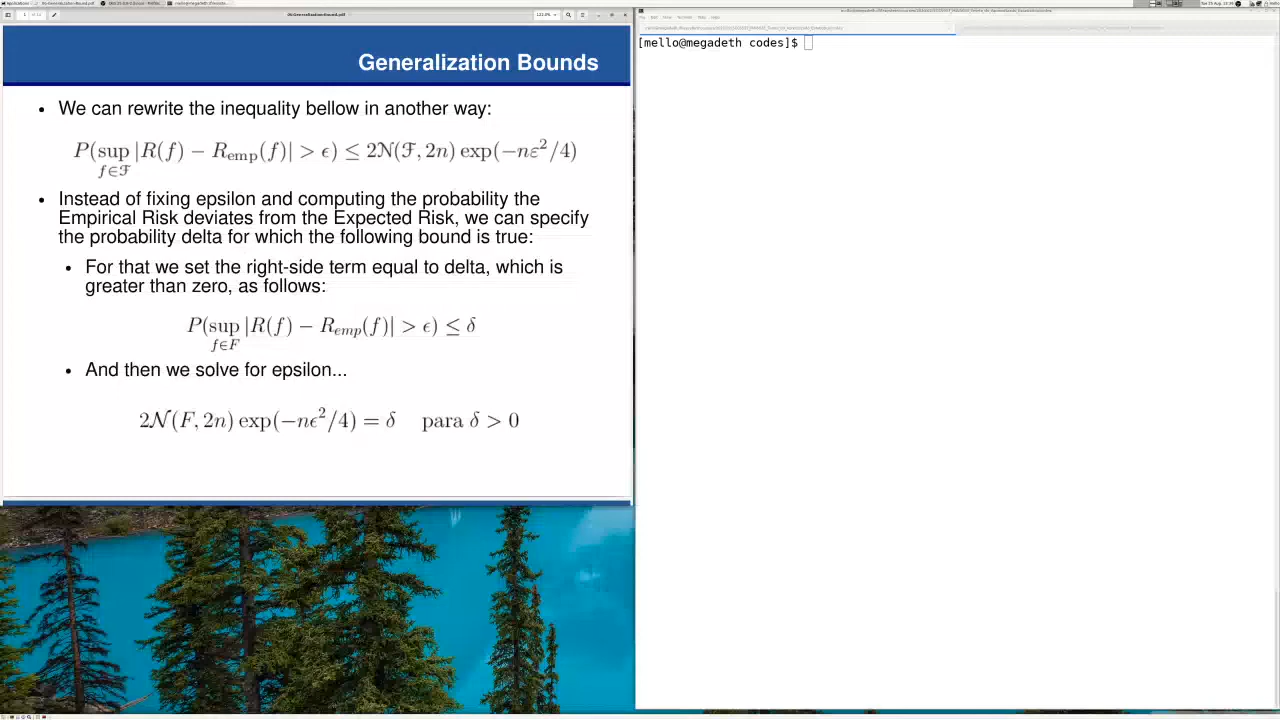 GeneralizationBounds.pdf
Generalization Bounds
• We can rewrite the inequality bellow in another way:
P(sup |R(f) − R_emp(f)| > ϵ) ≤ 2N(ℱ, 2n) exp(−nε²/4)
f∈ℱ
• Instead of fixing epsilon and computing the probability the
Empirical Risk deviates from the Expected Risk, we can specify
the probability delta for which the following bound is true:
• For that we set the right-side term equal to delta, which is
greater than zero, as follows:
P(sup |R(f) − R_emp(f)| > ϵ) ≤ δ
f∈F
• And then we solve for epsilon...
2𝒩(F, 2n) exp(−nϵ²/4) = δ para δ > 0
[mello@megadeth codes]$